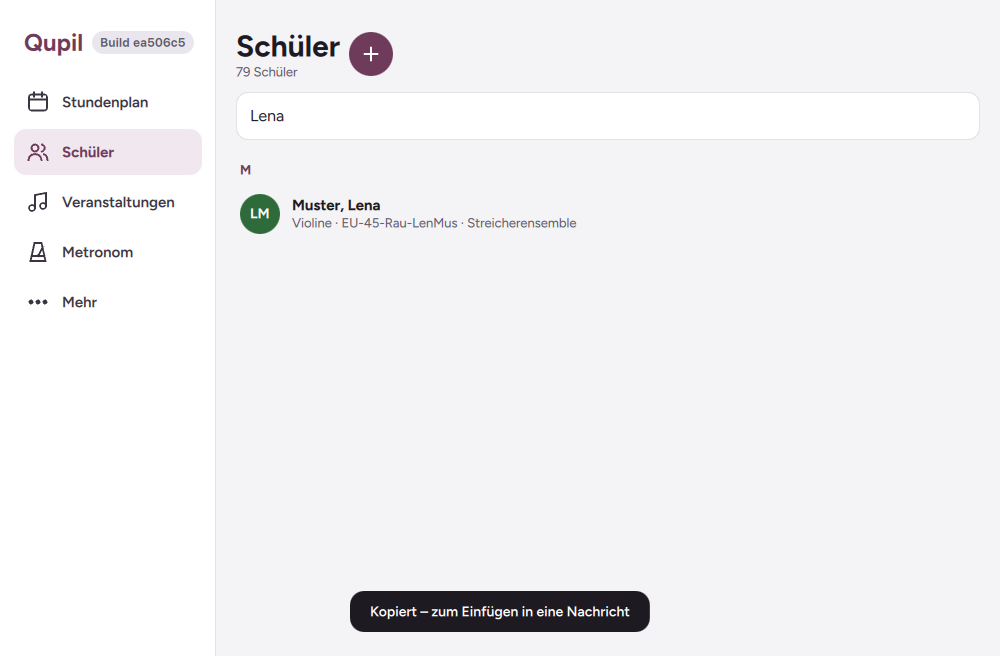 Qupil
Build ea506c5
Stundenplan
Schüler
Veranstaltungen
Metronom
Mehr
Schüler
79 Schüler
Lena
M
LM
Muster, Lena
Violine · EU-45-Rau-LenMus · Streicherensemble
Kopiert – zum Einfügen in eine Nachricht